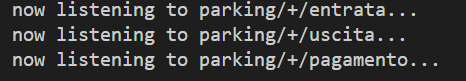 now listening to parking/+/entrata...
now listening to parking/+/uscita...
now listening to parking/+/pagamento...